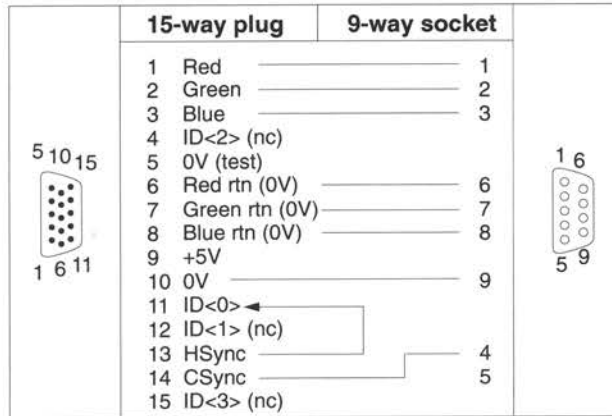 15-way plug 9-way socket
1 Red 1
2 Green 2
3 Blue 3
4 ID<2> (nc)
5 0V (test)
6 Red rtn (0V) 6
7 Green rtn (0V) 7
8 Blue rtn (0V) 8
9 +5V
10 0V 9
11 ID<0>
12 ID<1> (nc)
13 HSync 4
14 CSync 5
15 ID<3> (nc)
5 10 15
1 6 11
1 6
5 9